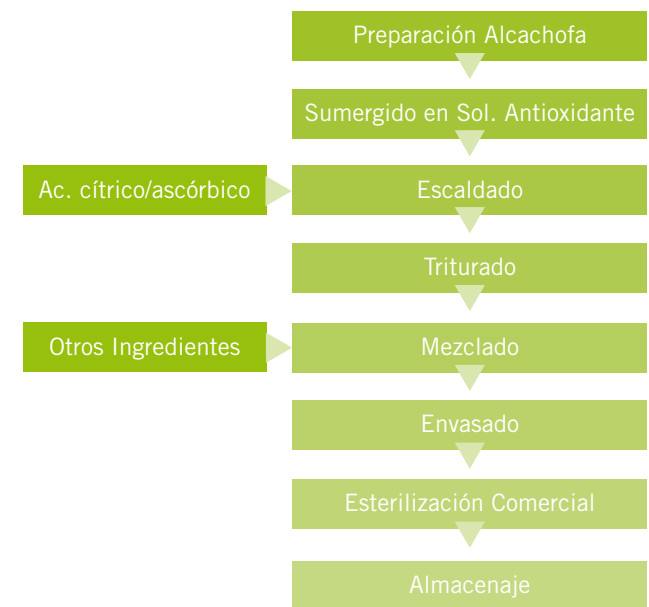 Preparación Alcachofa
Sumergido en Sol. Antioxidante
Ac. cítrico/ascórbico
Escaldado
Triturado
Otros Ingredientes
Mezclado
Envasado
Esterilización Comercial
Almacenaje